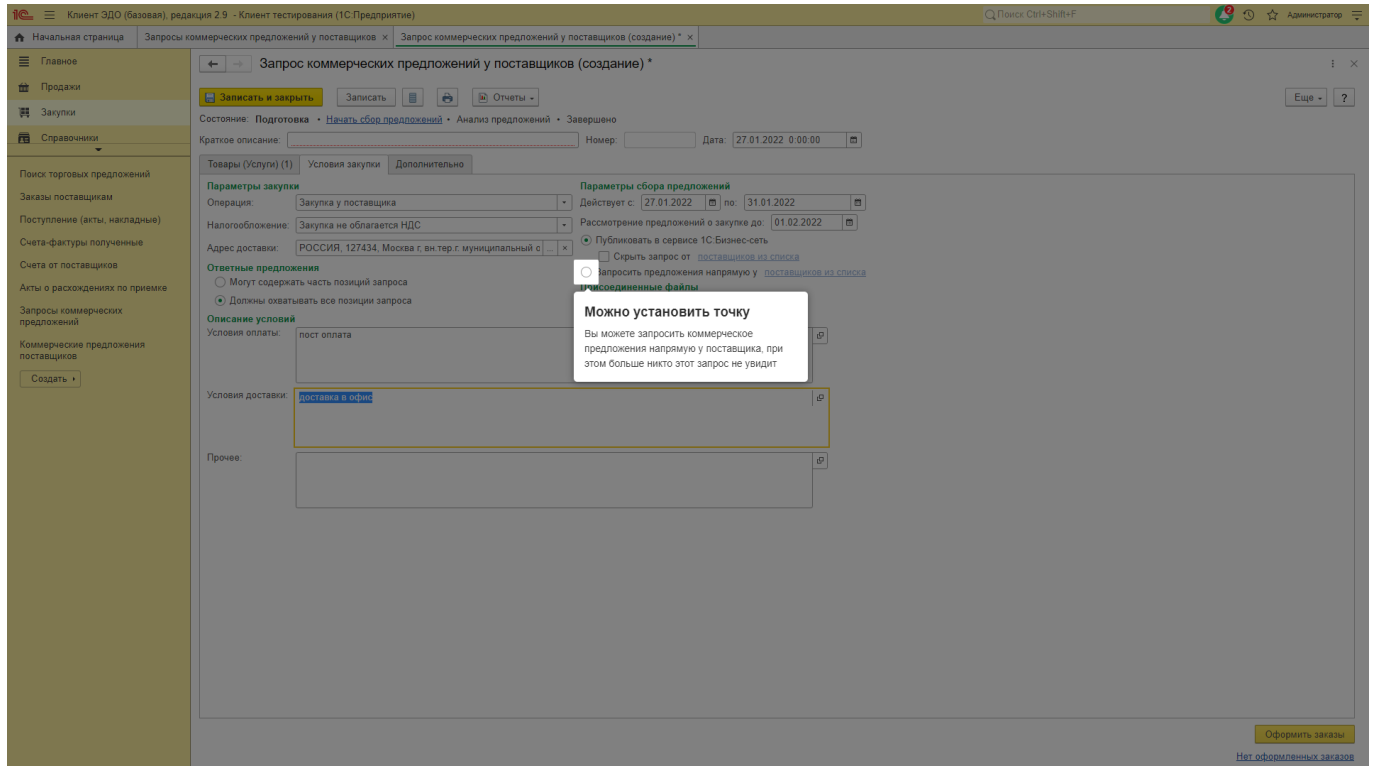 1С Клиент ЭДО (базовая), редакция 2.9 - Клиент тестирования (1С:Предприятие) Поиск Ctrl+Shift+F 2 Администратор
Начальная страница Запросы коммерческих предложений у поставщиков × Запрос коммерческих предложений у поставщиков (создание) * ×
Главное
Продажи
Закупки
Справочники
Поиск торговых предложений
Заказы поставщикам
Поступление (акты, накладные)
Счета-фактуры полученные
Счета от поставщиков
Акты о расхождениях по приемке
Запросы коммерческих
предложений
Коммерческие предложения
поставщиков
Создать
Запрос коммерческих предложений у поставщиков (создание) *
Записать и закрыть Записать Отчеты Еще ?
Состояние: Подготовка • Начать сбор предложений • Анализ предложений • Завершено
Краткое описание: Номер: Дата: 27.01.2022 0:00:00
Товары (Услуги) (1) Условия закупки Дополнительно
Параметры закупки
Операция: Закупка у поставщика
Налогообложение: Закупка не облагается НДС
Адрес доставки: РОССИЯ, 127434, Москва г, вн.тер.г. муниципальный о ... ×
Ответные предложения
Могут содержать часть позиций запроса
Должны охватывать все позиции запроса
Параметры сбора предложений
Действует с: 27.01.2022 по: 31.01.2022
Рассмотрение предложений о закупке до: 01.02.2022
Публиковать в сервисе 1С:Бизнес-сеть
Скрыть запрос от поставщиков из списка
Запросить предложения напрямую у поставщиков из списка
Присоединенные файлы
Можно установить точку
Вы можете запросить коммерческое
предложения напрямую у поставщика, при
этом больше никто этот запрос не увидит
Описание условий
Условия оплаты: пост оплата
Условия доставки: доставка в офис
Прочее:
Оформить заказы
Нет оформленных заказов